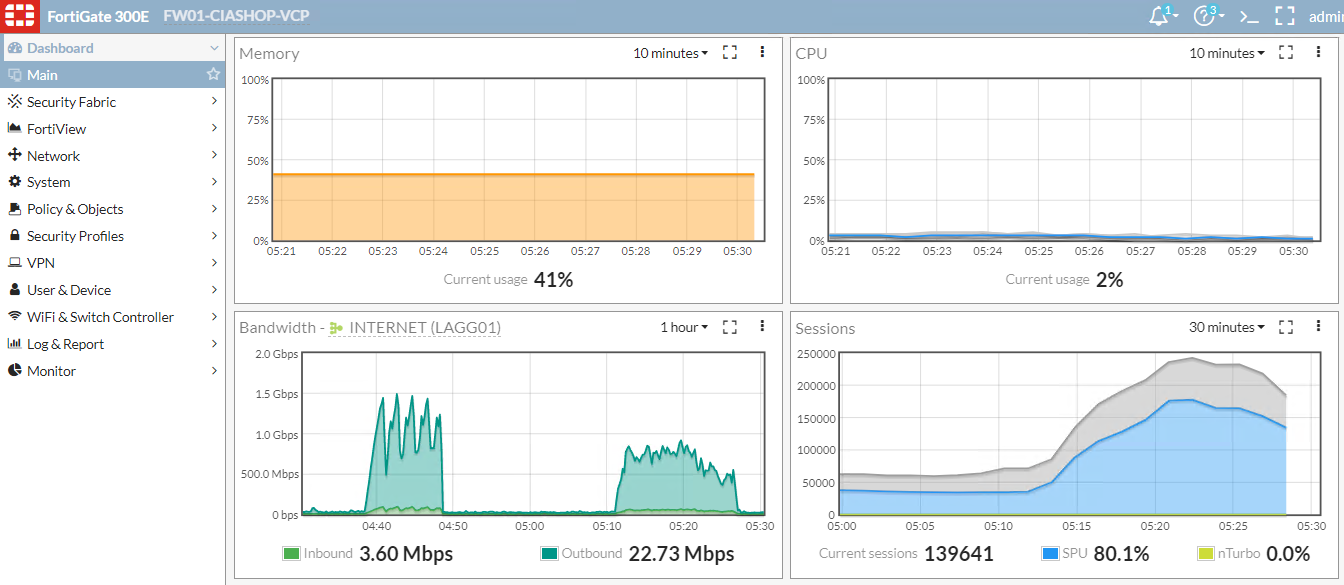 FortiGate 300E FW01-CIASHOP-VCP 1 3 >_ admin
Dashboard
Main
Security Fabric
FortiView
Network
System
Policy & Objects
Security Profiles
VPN
User & Device
WiFi & Switch Controller
Log & Report
Monitor
Memory 10 minutes
100%
75%
50%
25%
0%
05:21 05:22 05:23 05:24 05:25 05:26 05:27 05:28 05:29 05:30
Current usage 41%
CPU 10 minutes
100%
75%
50%
25%
0%
05:21 05:22 05:23 05:24 05:25 05:26 05:27 05:28 05:29 05:30
Current usage 2%
Bandwidth - INTERNET (LAGG01) 1 hour
2.0 Gbps
1.5 Gbps
1.0 Gbps
500.0 Mbps
0 bps
04:40 04:50 05:00 05:10 05:20 05:30
Inbound 3.60 Mbps Outbound 22.73 Mbps
Sessions 30 minutes
250000
200000
150000
100000
50000
0
05:00 05:05 05:10 05:15 05:20 05:25 05:30
Current sessions 139641 SPU 80.1% nTurbo 0.0%